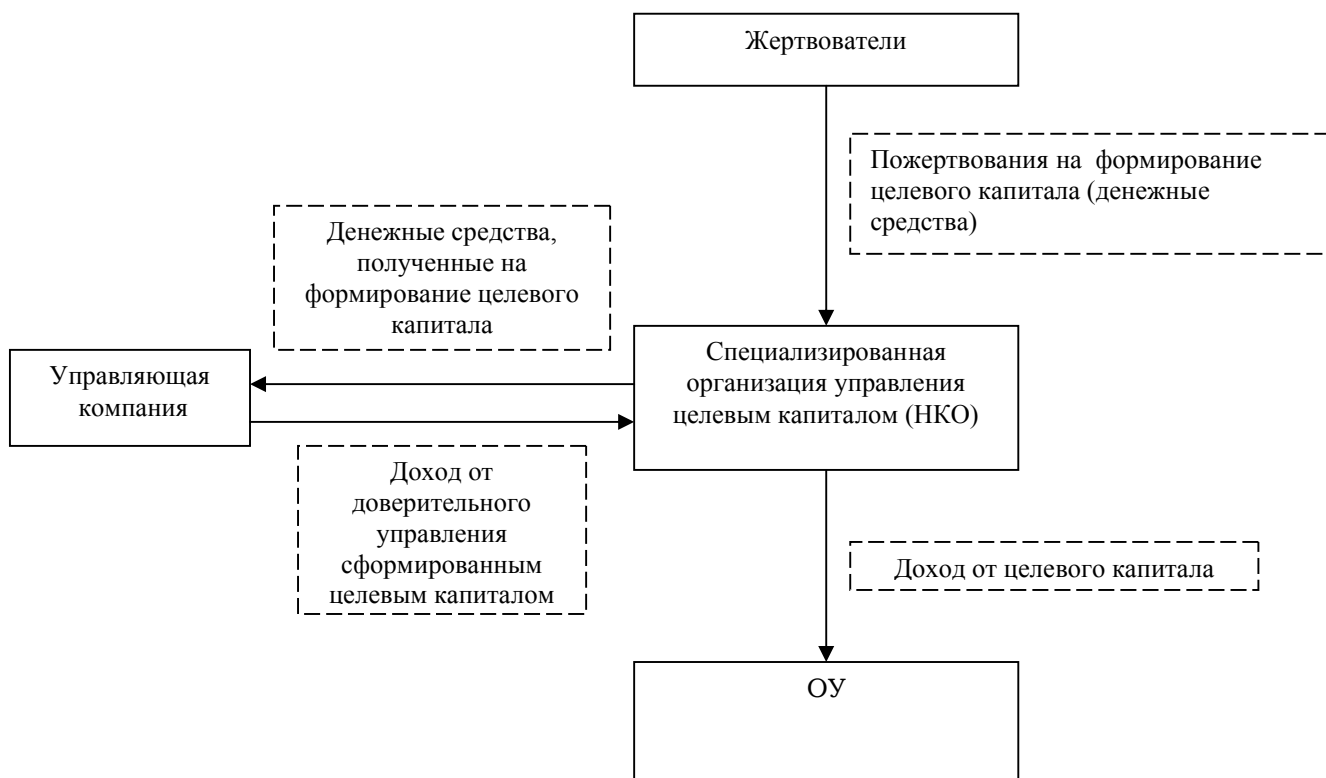 Жертвователи
Пожертвования на формирование
целевого капитала (денежные
средства)
Денежные средства,
полученные на
формирование целевого
капитала
Специализированная
организация управления
целевым капиталом (НКО)
Управляющая
компания
Доход от
доверительного
управления
сформированным
целевым капиталом
Доход от целевого капитала
ОУ